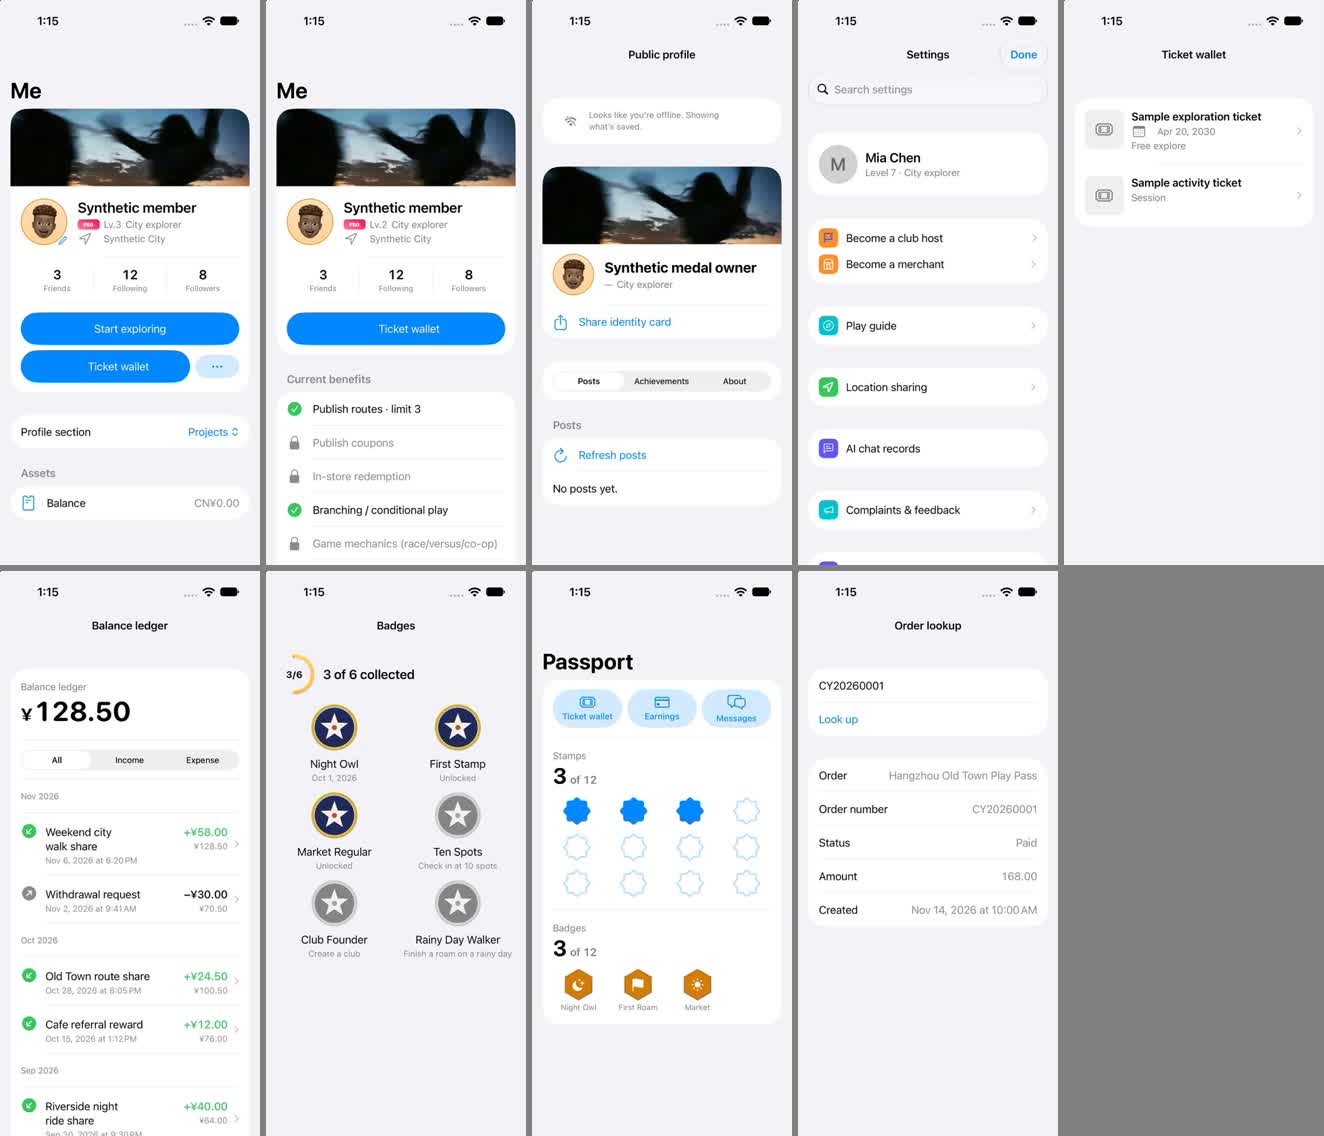 1:15
Me
Synthetic member
PRO Lv.3 City explorer
Synthetic City
3 12 8
Friends Following Followers
Start exploring
Ticket wallet
Profile section Projects
Assets
Balance CN¥0.00
1:15
Me
Synthetic member
PRO Lv.2 City explorer
Synthetic City
3 12 8
Friends Following Followers
Ticket wallet
Current benefits
Publish routes · limit 3
Publish coupons
In-store redemption
Branching / conditional play
Game mechanics (race/versus/co-op)
1:15
Public profile
Looks like you're offline. Showing
what's saved.
Synthetic medal owner
— City explorer
Share identity card
Posts Achievements About
Posts
Refresh posts
No posts yet.
1:15
Settings Done
Search settings
M
Mia Chen
Level 7 · City explorer
Become a club host
Become a merchant
Play guide
Location sharing
AI chat records
Complaints & feedback
1:15
Ticket wallet
Sample exploration ticket
Apr 20, 2030
Free explore
Sample activity ticket
Session
1:15
Balance ledger
Balance ledger
¥128.50
All Income Expense
Nov 2026
Weekend city +¥58.00
walk share ¥128.50
Nov 6, 2026 at 6:20 PM
Withdrawal request −¥30.00
Nov 2, 2026 at 9:41 AM ¥70.50
Oct 2026
Old Town route share +¥24.50
Oct 28, 2026 at 8:05 PM ¥100.50
Cafe referral reward +¥12.00
Oct 15, 2026 at 1:12 PM ¥76.00
Sep 2026
Riverside night +¥40.00
ride share ¥64.00
Sep 30, 2026 at 9:30 PM
1:15
Badges
3/6 3 of 6 collected
Night Owl First Stamp
Oct 1, 2026 Unlocked
Market Regular Ten Spots
Unlocked Check in at 10 spots
Club Founder Rainy Day Walker
Create a club Finish a roam on a rainy day
1:15
Passport
Ticket wallet Earnings Messages
Stamps
3 of 12
Badges
3 of 12
Night Owl First Roam Market
1:15
Order lookup
CY20260001
Look up
Order Hangzhou Old Town Play Pass
Order number CY20260001
Status Paid
Amount 168.00
Created Nov 14, 2026 at 10:00 AM